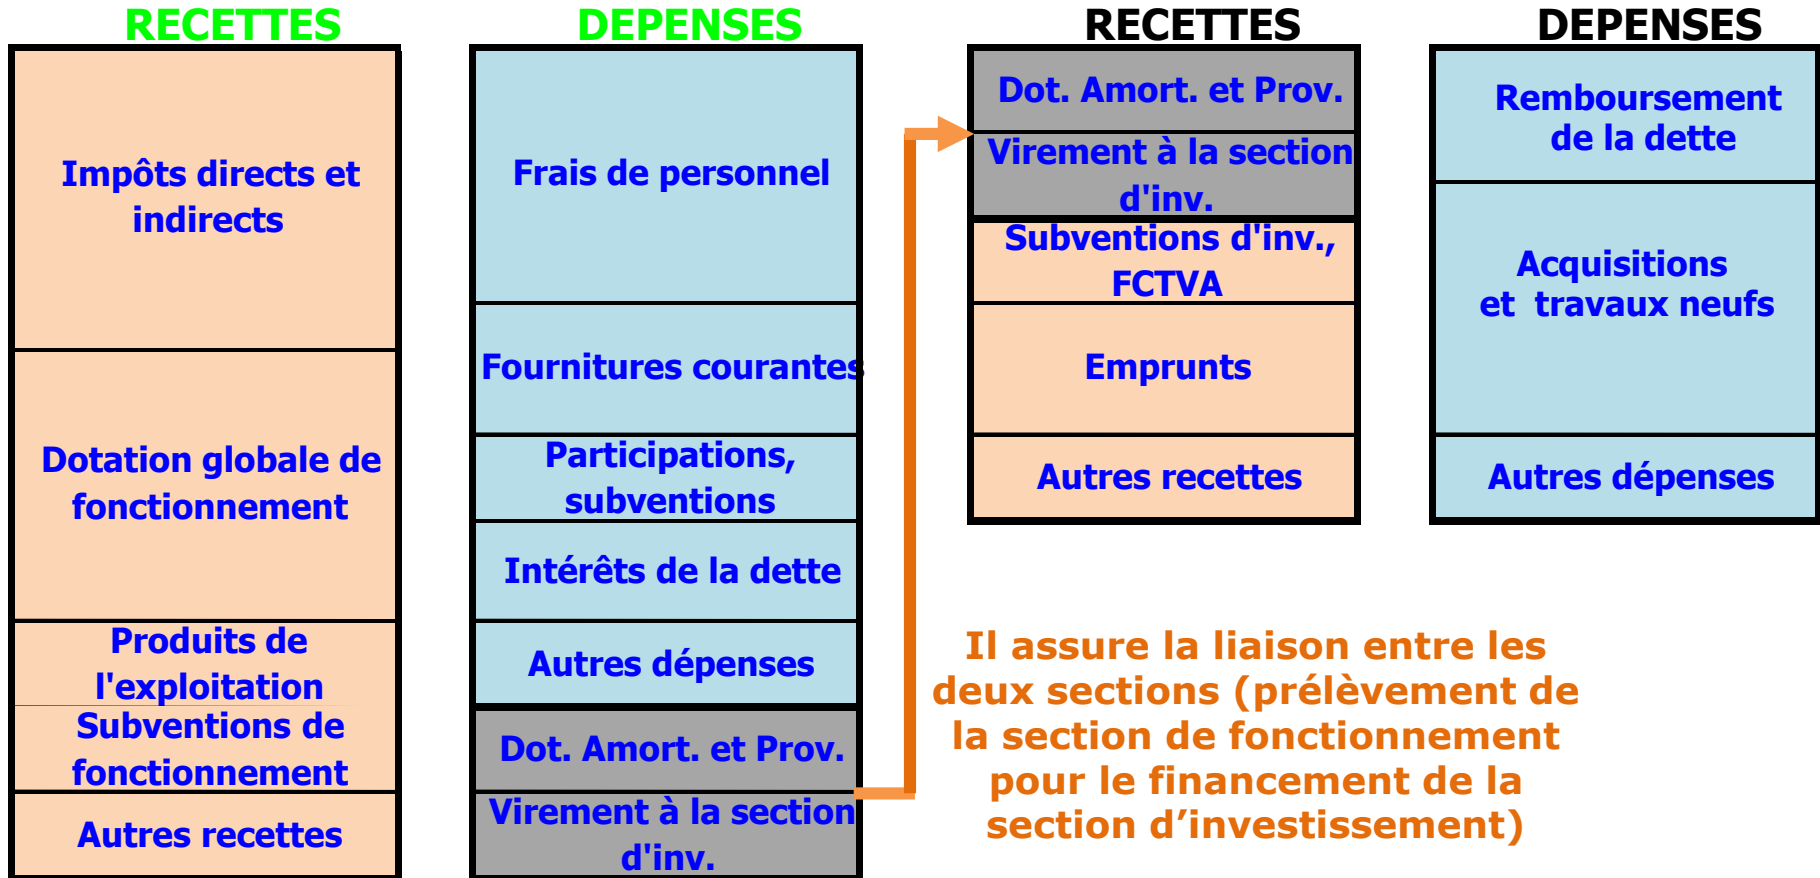 RECETTES
Impôts directs et
indirects
Dotation globale de
fonctionnement
Produits de
l'exploitation
Subventions de
fonctionnement
Autres recettes
DEPENSES
Frais de personnel
Fournitures courantes
Participations,
subventions
Intérêts de la dette
Autres dépenses
Dot. Amort. et Prov.
Virement à la section
d'inv.
RECETTES
Dot. Amort. et Prov.
Virement à la section
d'inv.
Subventions d'inv.,
FCTVA
Emprunts
Autres recettes
DEPENSES
Remboursement
de la dette
Acquisitions
et travaux neufs
Autres dépenses
Il assure la liaison entre les
deux sections (prélèvement de
la section de fonctionnement
pour le financement de la
section d’investissement)